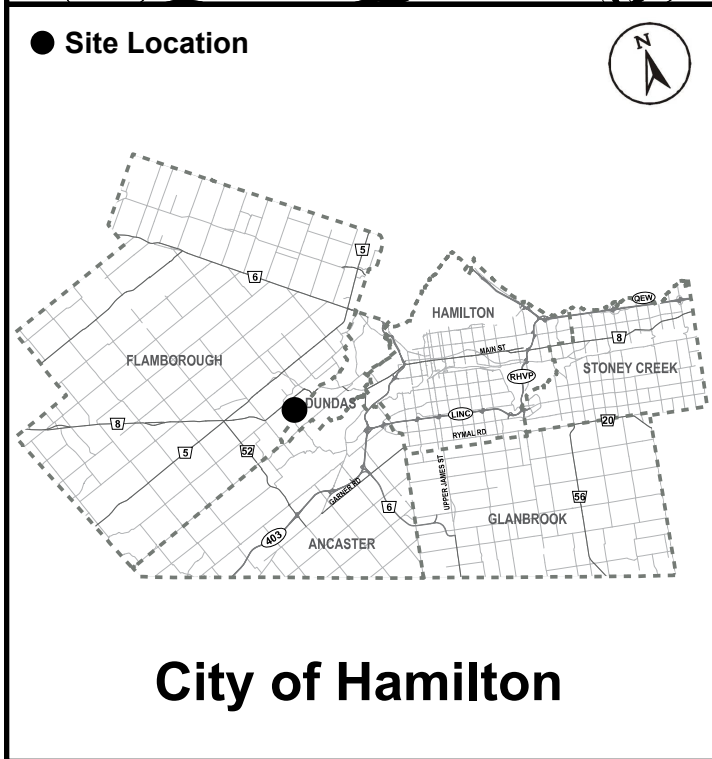 Site Location
N
5
6
HAMILTON
QEW
MAIN ST
8
FLAMBOROUGH
RHVP
STONEY CREEK
DUNDAS
LINC
8
20
5
52
RYMAL RD
UPPER JAMES ST
GARNER RD
6
56
GLANBROOK
403
ANCASTER
City of Hamilton